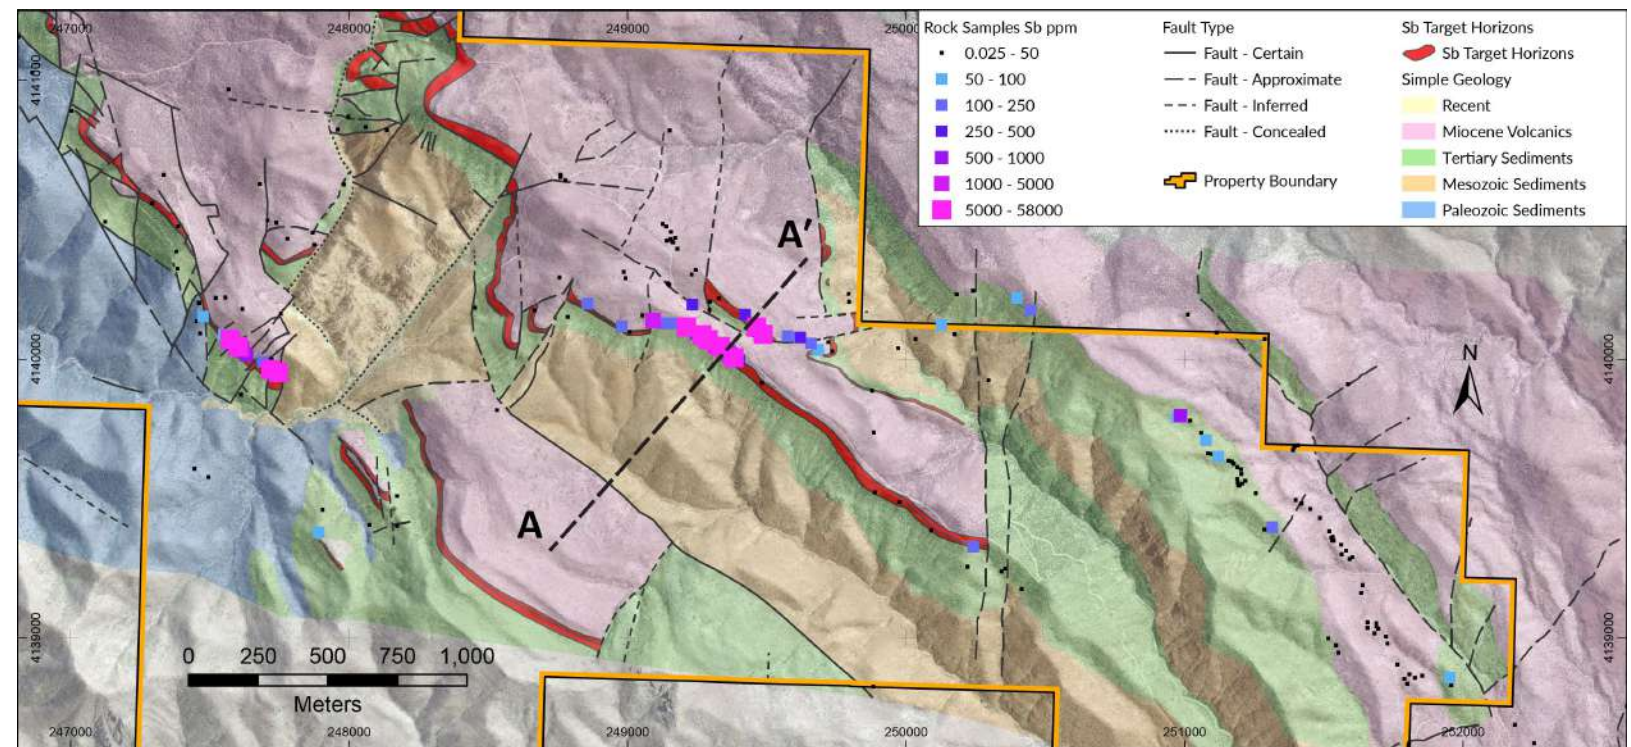 247000
248000
249000
250000
Rock Samples Sb ppm
0.025 - 50
50 - 100
100 - 250
250 - 500
500 - 1000
1000 - 5000
5000 - 58000
Fault Type
Fault - Certain
Fault - Approximate
Fault - Inferred
Fault - Concealed
Property Boundary
Sb Target Horizons
Sb Target Horizons
Simple Geology
Recent
Miocene Volcanics
Tertiary Sediments
Mesozoic Sediments
Paleozoic Sediments
4141000
4141000
A'
4140000
4140000
N
A
4139000
4139000
0 250 500 750 1,000
Meters
247000
248000
249000
250000
251000
252000